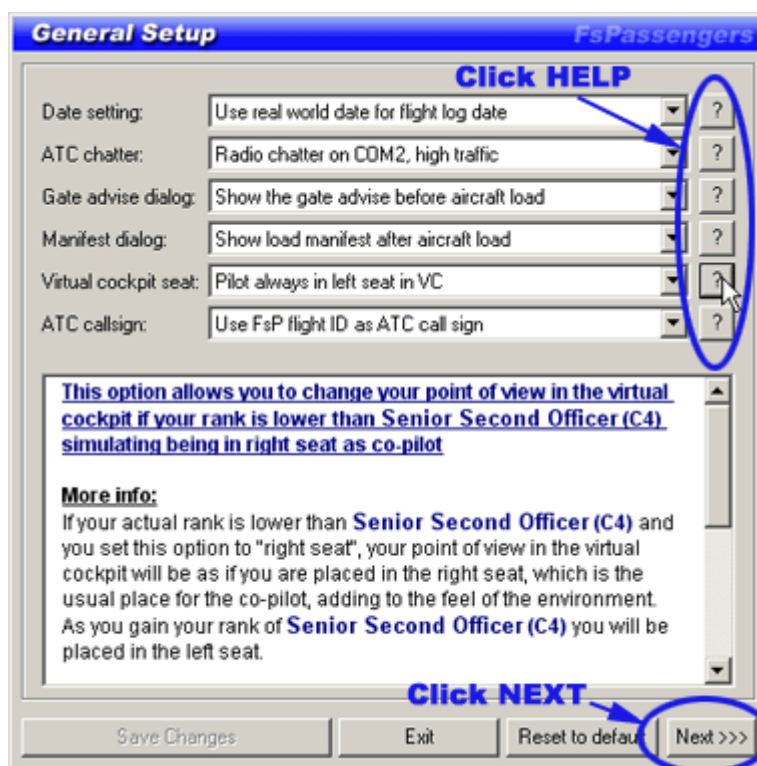 General Setup
FsPassengers
Click HELP
Date setting: Use real world date for flight log date ?
ATC chatter: Radio chatter on COM2, high traffic ?
Gate advise dialog: Show the gate advise before aircraft load ?
Manifest dialog: Show load manifest after aircraft load ?
Virtual cockpit seat: Pilot always in left seat in VC ?
ATC callsign: Use FsP flight ID as ATC call sign ?
This option allows you to change your point of view in the virtual
cockpit if your rank is lower than Senior Second Officer (C4)
simulating being in right seat as co-pilot
More info:
If your actual rank is lower than Senior Second Officer (C4) and
you set this option to "right seat", your point of view in the virtual
cockpit will be as if you are placed in the right seat, which is the
usual place for the co-pilot, adding to the feel of the environment.
As you gain your rank of Senior Second Officer (C4) you will be
placed in the left seat.
Click NEXT
Save Changes Exit Reset to default Next >>>